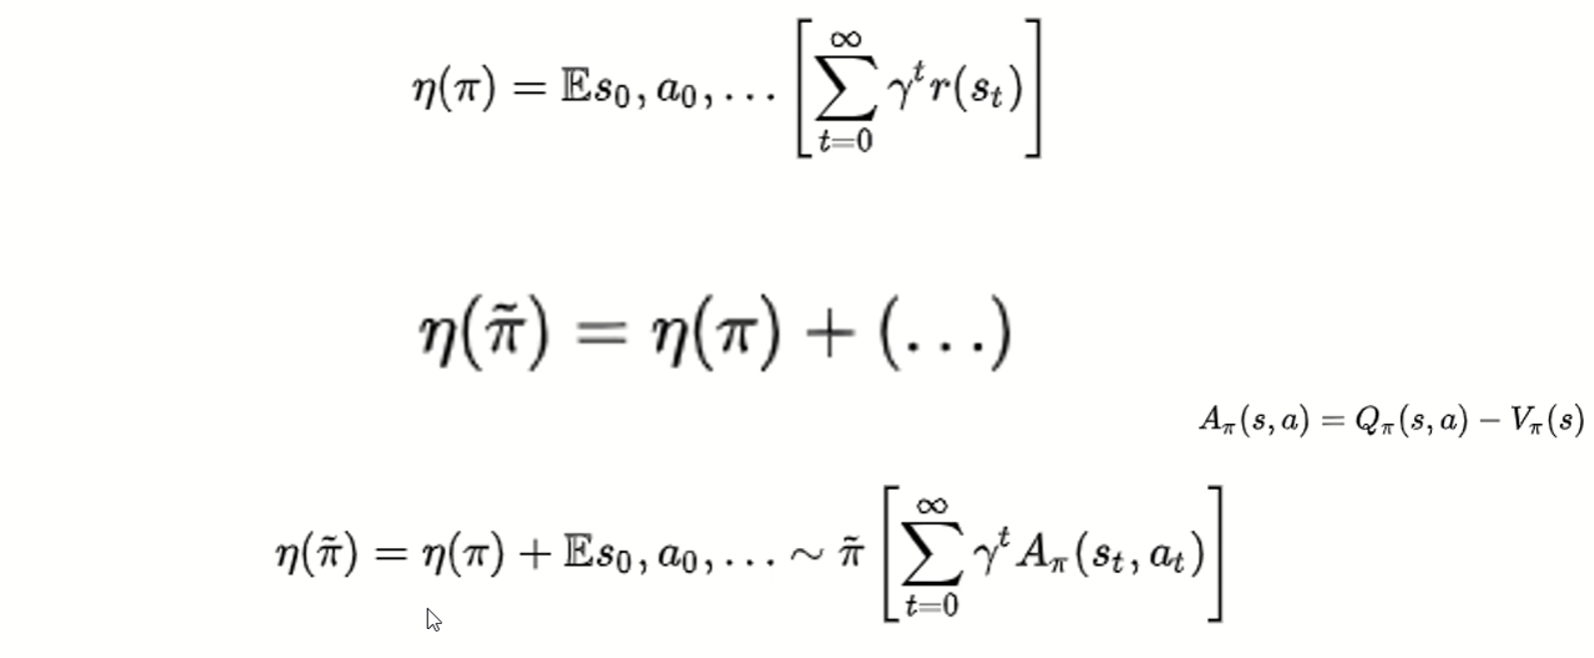 η(π) = 𝔼s₀, a₀, … [∑_{t=0}^{∞} γᵗ r(sₜ)]
η(π̃) = η(π) + (…)
A_π(s, a) = Q_π(s, a) − V_π(s)
η(π̃) = η(π) + 𝔼s₀, a₀, … ∼ π̃ [∑_{t=0}^{∞} γᵗ A_π(sₜ, aₜ)]